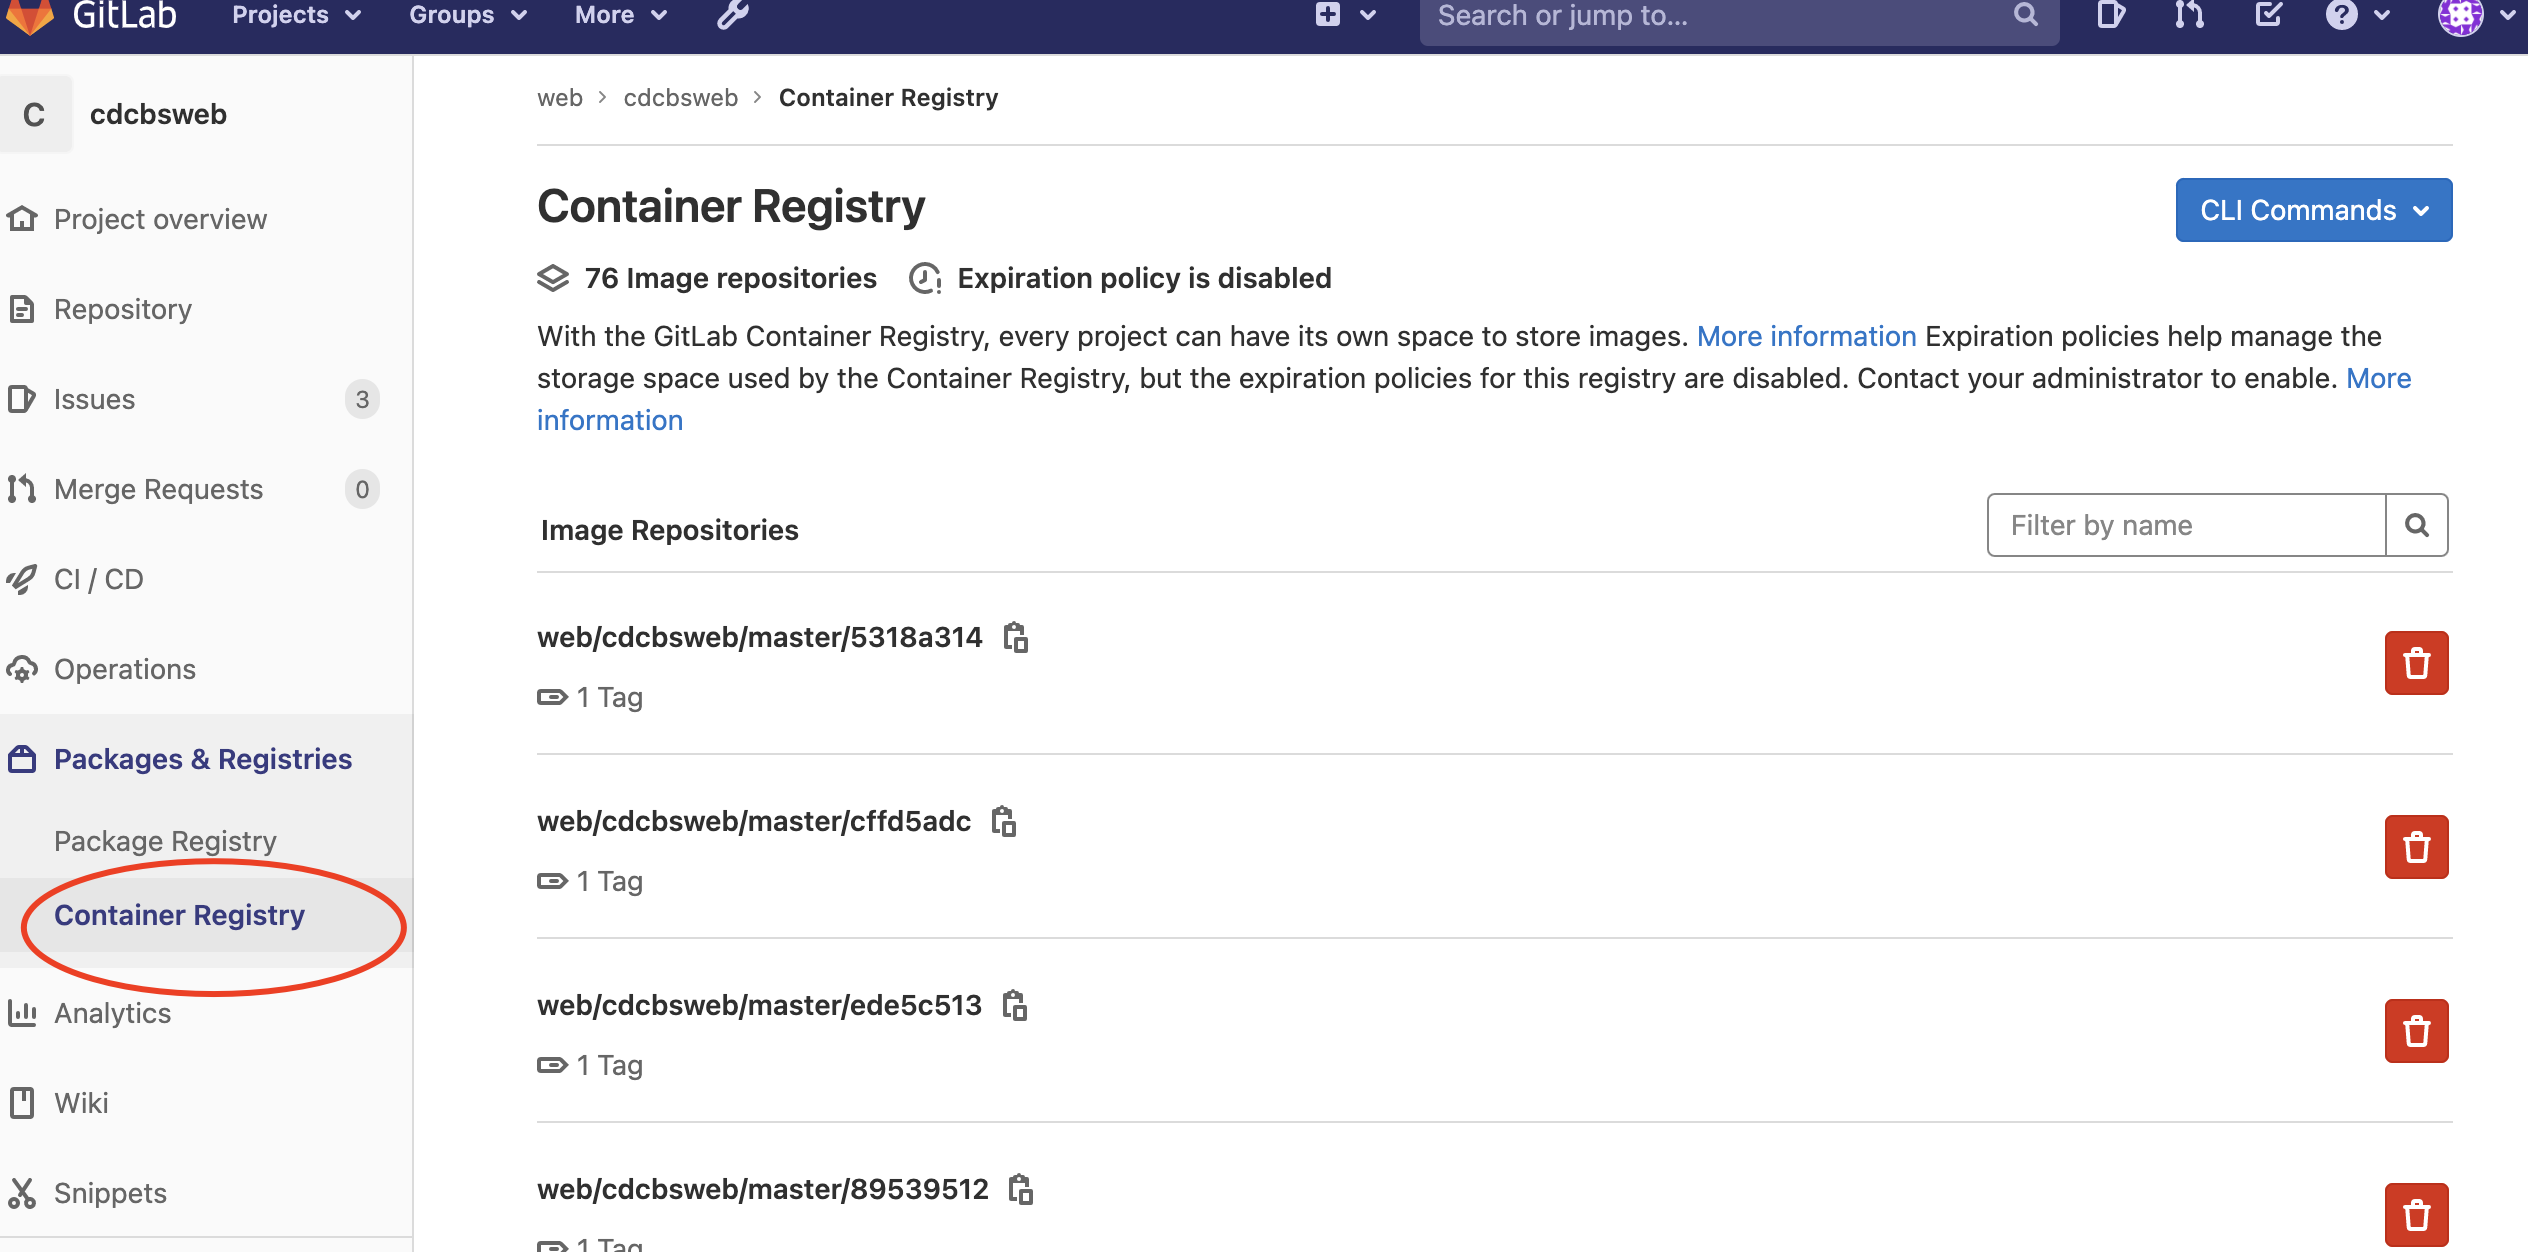 GitLab
Projects
Groups
More
Search or jump to...
C
cdcbsweb
Project overview
Repository
Issues
3
Merge Requests
0
CI / CD
Operations
Packages & Registries
Package Registry
Container Registry
Analytics
Wiki
Snippets
web > cdcbsweb > Container Registry
Container Registry
CLI Commands
76 Image repositories
Expiration policy is disabled
With the GitLab Container Registry, every project can have its own space to store images. More information Expiration policies help manage the
storage space used by the Container Registry, but the expiration policies for this registry are disabled. Contact your administrator to enable. More
information
Image Repositories
Filter by name
web/cdcbsweb/master/5318a314
1 Tag
web/cdcbsweb/master/cffd5adc
1 Tag
web/cdcbsweb/master/ede5c513
1 Tag
web/cdcbsweb/master/89539512
1 Tag